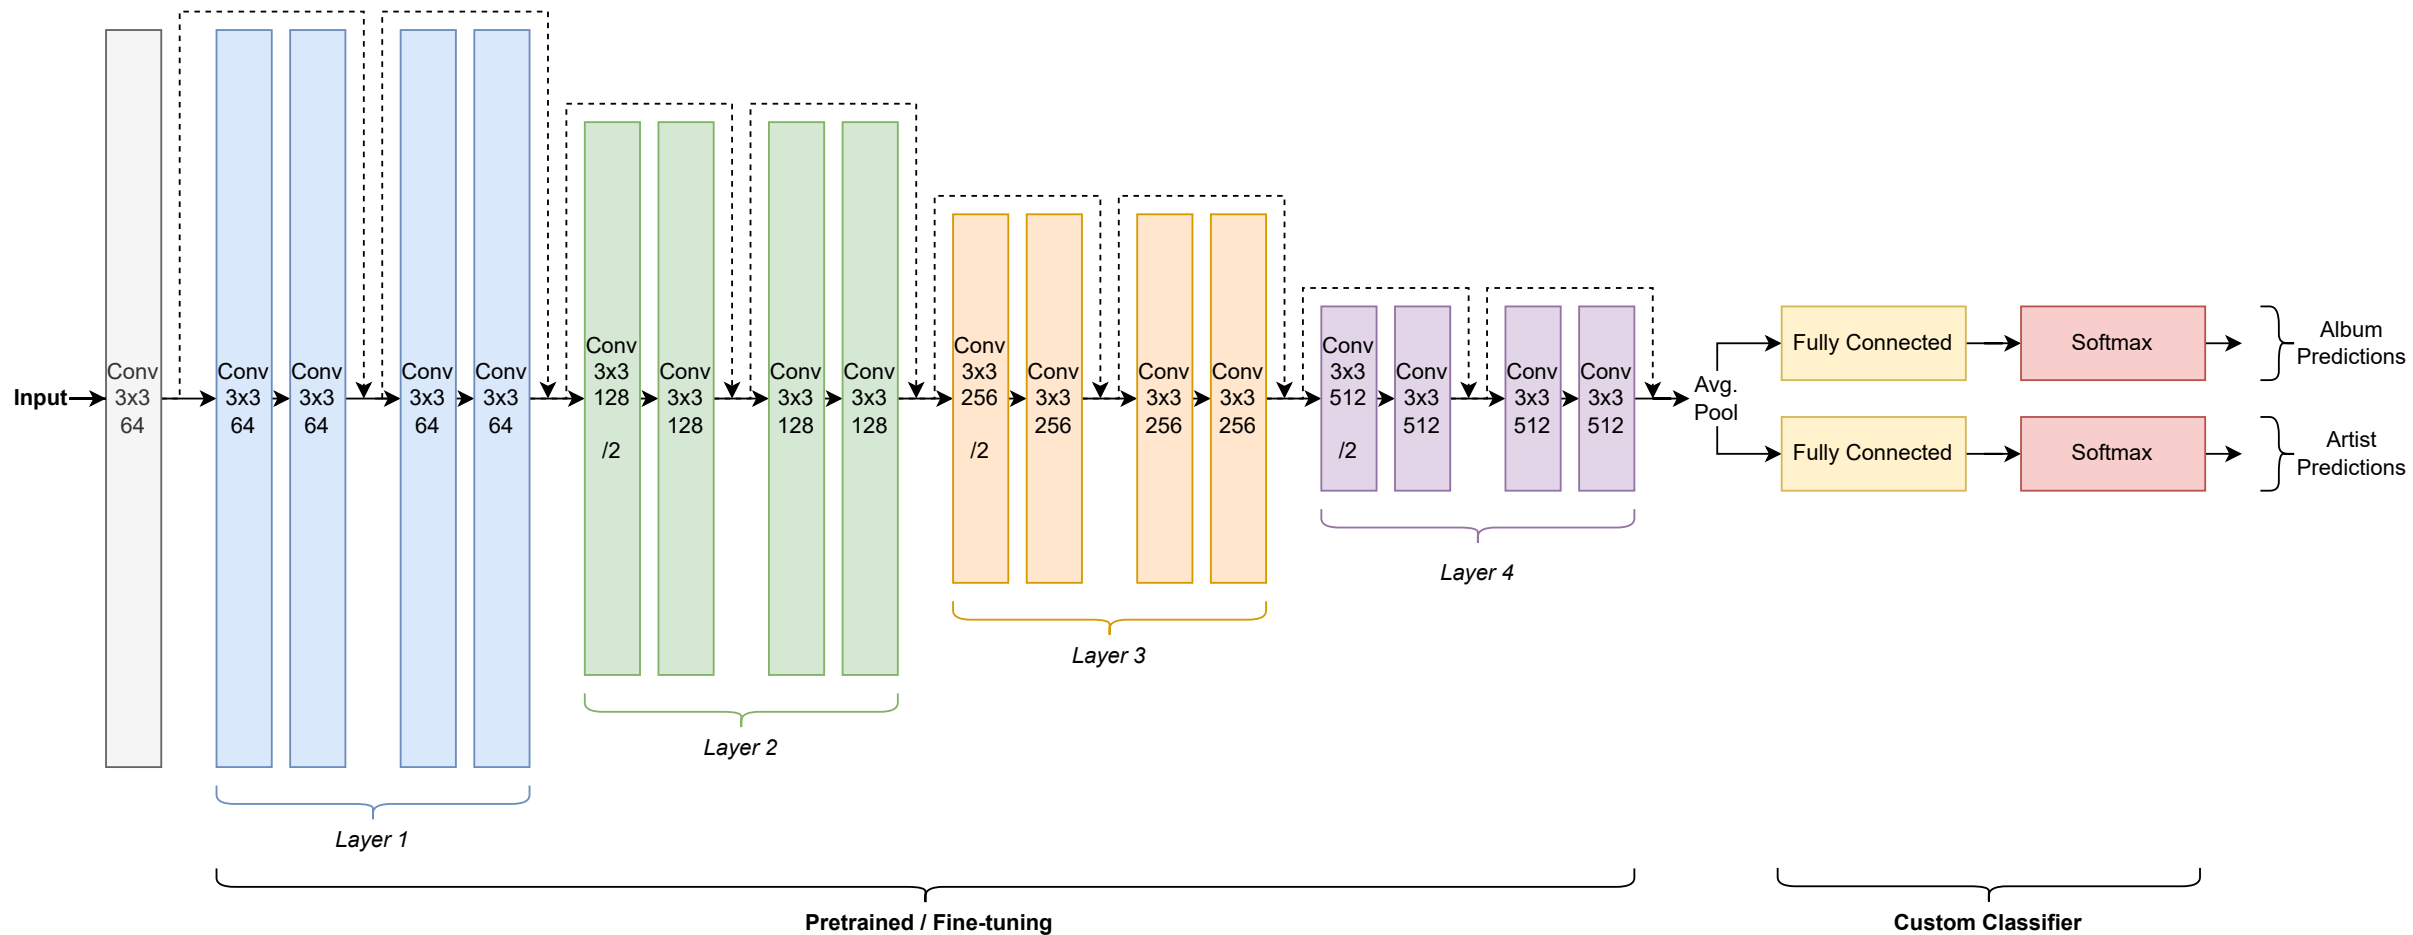 Input
Conv
3x3
64
Conv
3x3
64
Conv
3x3
64
Conv
3x3
64
Conv
3x3
64
Layer 1
Conv
3x3
128
/2
Conv
3x3
128
Conv
3x3
128
Conv
3x3
128
Layer 2
Conv
3x3
256
/2
Conv
3x3
256
Conv
3x3
256
Conv
3x3
256
Layer 3
Conv
3x3
512
/2
Conv
3x3
512
Conv
3x3
512
Conv
3x3
512
Layer 4
Avg.
Pool
Fully Connected
Softmax
Album
Predictions
Fully Connected
Softmax
Artist
Predictions
Pretrained / Fine-tuning
Custom Classifier